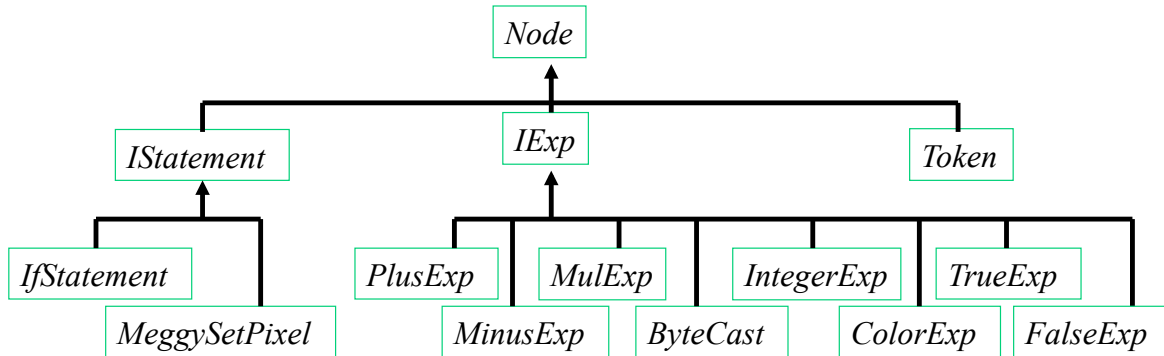 Node
IStatement
IExp
Token
IfStatement
PlusExp
MulExp
IntegerExp
TrueExp
MeggySetPixel
MinusExp
ByteCast
ColorExp
FalseExp